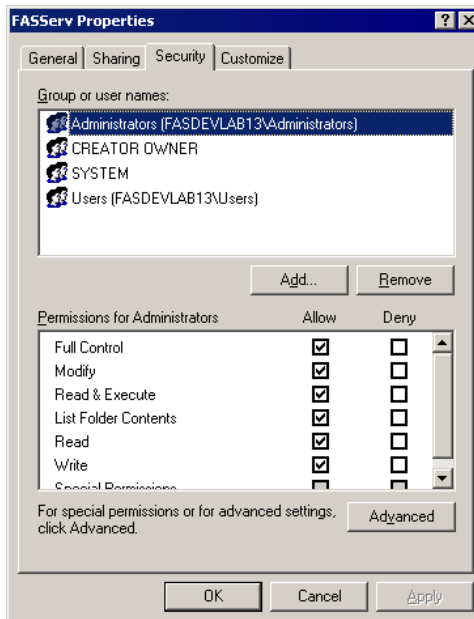 FASServ Properties
General Sharing Security Customize
Group or user names:
Administrators (FASDEVLAB13\Administrators)
CREATOR OWNER
SYSTEM
Users (FASDEVLAB13\Users)
Add... Remove
Permissions for Administrators Allow Deny
Full Control
Modify
Read & Execute
List Folder Contents
Read
Write
Special Permissions
For special permissions or for advanced settings,
click Advanced.
Advanced
OK Cancel Apply